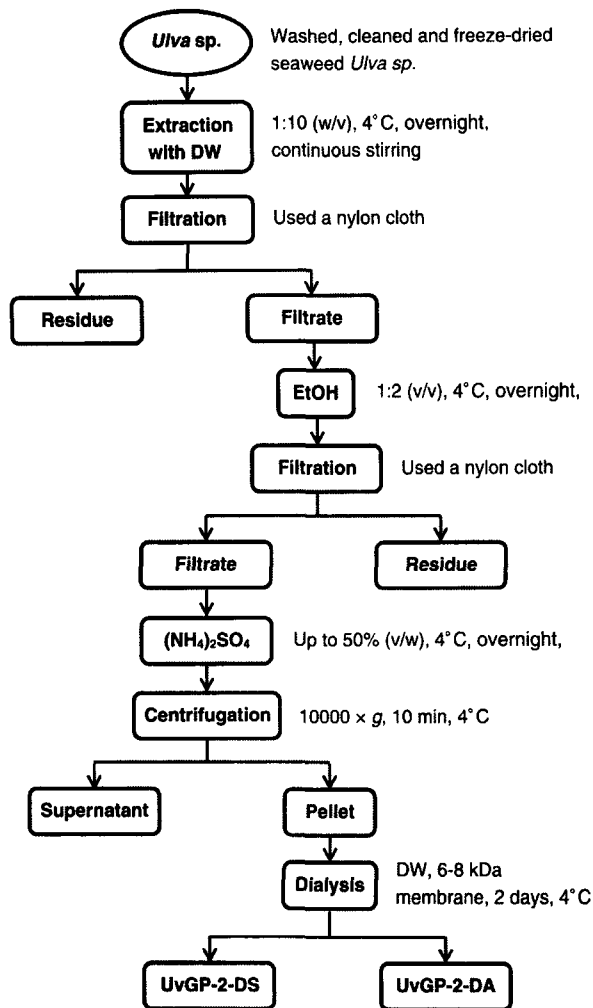 Ulva sp.
Washed, cleaned and freeze-dried
seaweed Ulva sp.
Extraction
with DW
1:10 (w/v), 4°C, overnight,
continuous stirring
Filtration
Used a nylon cloth
Residue
Filtrate
EtOH
1:2 (v/v), 4°C, overnight,
Filtration
Used a nylon cloth
Filtrate
Residue
(NH₄)₂SO₄
Up to 50% (v/w), 4°C, overnight,
Centrifugation
10000 × g, 10 min, 4°C
Supernatant
Pellet
Dialysis
DW, 6-8 kDa
membrane, 2 days, 4°C
UvGP-2-DS
UvGP-2-DA